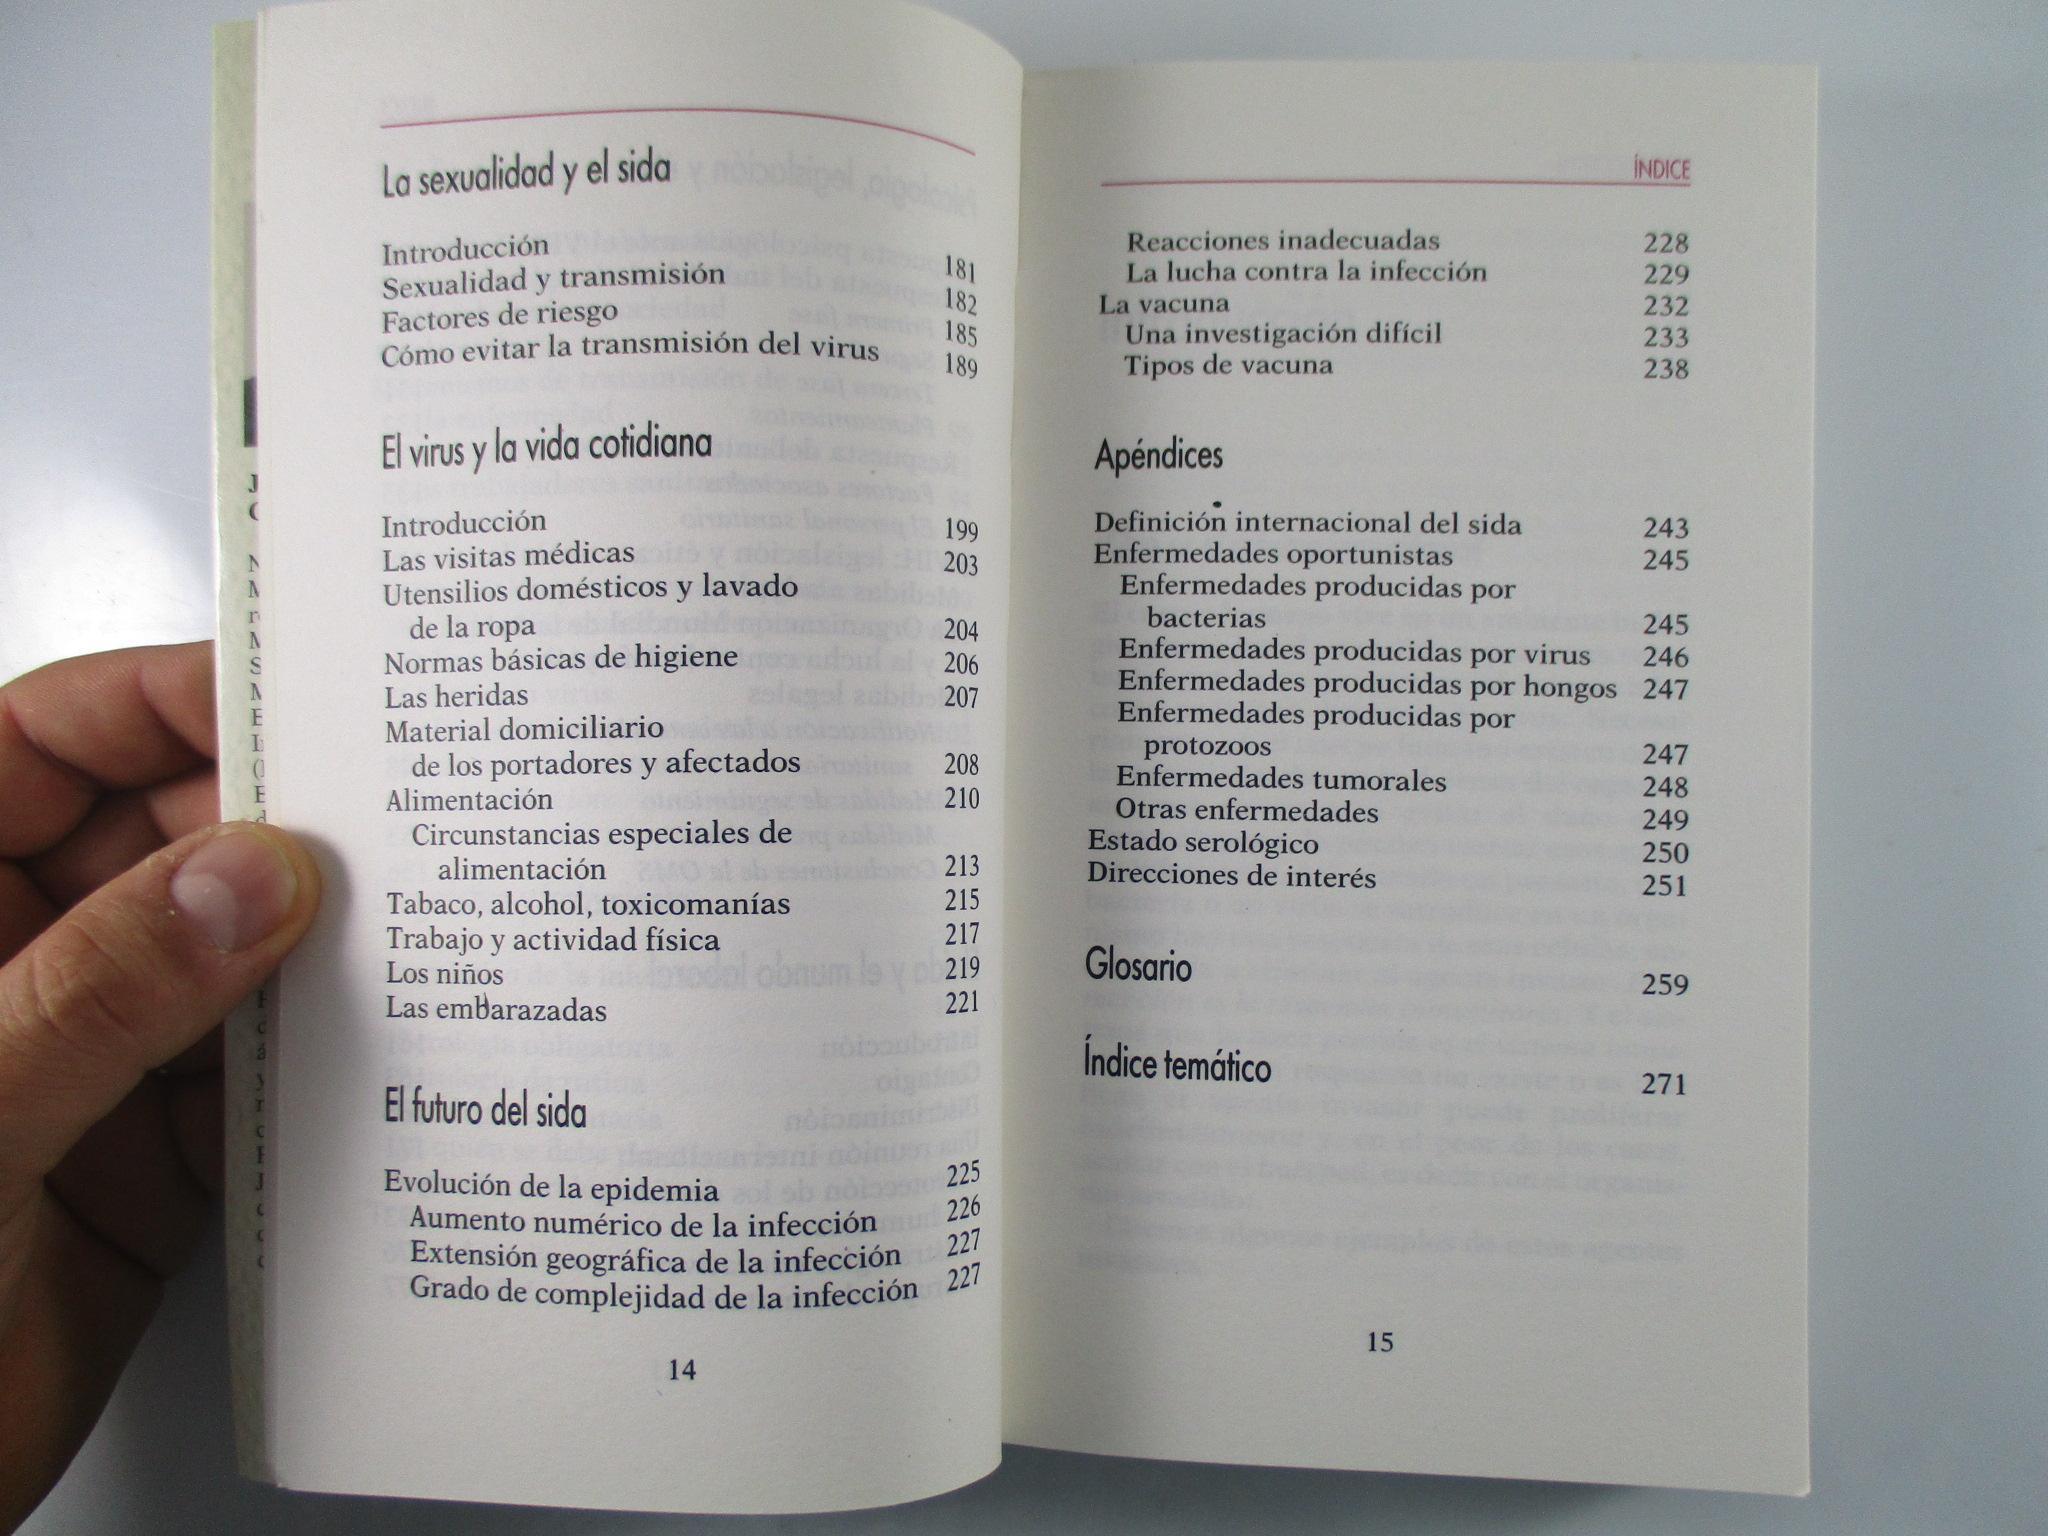 La sexualidad y el sida
Introducción 181
Sexualidad y transmisión 182
Factores de riesgo 185
Cómo evitar la transmisión del virus 189
El virus y la vida cotidiana
Introducción 199
Las visitas médicas 203
Utensilios domésticos y lavado
de la ropa 204
Normas básicas de higiene 206
Las heridas 207
Material domiciliario
de los portadores y afectados 208
Alimentación 210
Circunstancias especiales de
alimentación 213
Tabaco, alcohol, toxicomanías 215
Trabajo y actividad física 217
Los niños 219
Las embarazadas 221
El futuro del sida
Evolución de la epidemia 225
Aumento numérico de la infección 226
Extensión geográfica de la infección 227
Grado de complejidad de la infección 227
14
ÍNDICE
Reacciones inadecuadas 228
La lucha contra la infección 229
La vacuna 232
Una investigación difícil 233
Tipos de vacuna 238
Apéndices
Definición internacional del sida 243
Enfermedades oportunistas 245
Enfermedades producidas por
bacterias 245
Enfermedades producidas por virus 246
Enfermedades producidas por hongos 247
Enfermedades producidas por
protozoos 247
Enfermedades tumorales 248
Otras enfermedades 249
Estado serológico 250
Direcciones de interés 251
Glosario 259
Índice temático 271
15